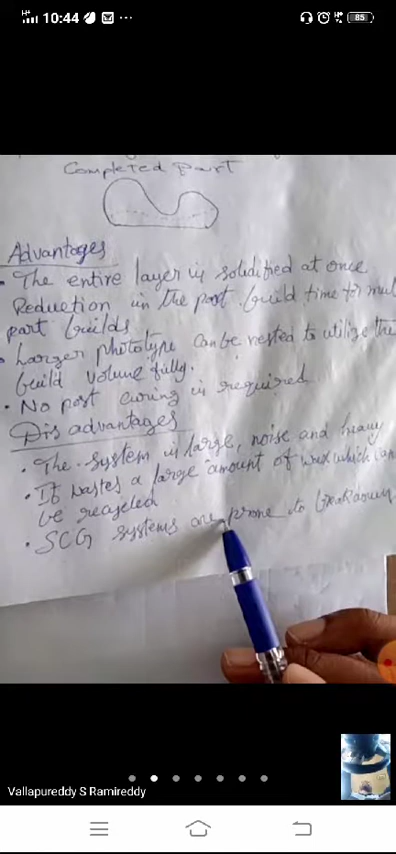 10:44
85
Completed Part
Advantages
• The entire layer is solidified at once
Reduction in the part build time for mul
part builds
• Larger phototype can be nested to utilize the
build volume fully.
• No post curing is required
Dis advantages
• The system is large, noise and heavy
• It wastes a large amount of wax which can
be recycled
• SCG systems are prone to breakdown
Vallapureddy S Ramireddy